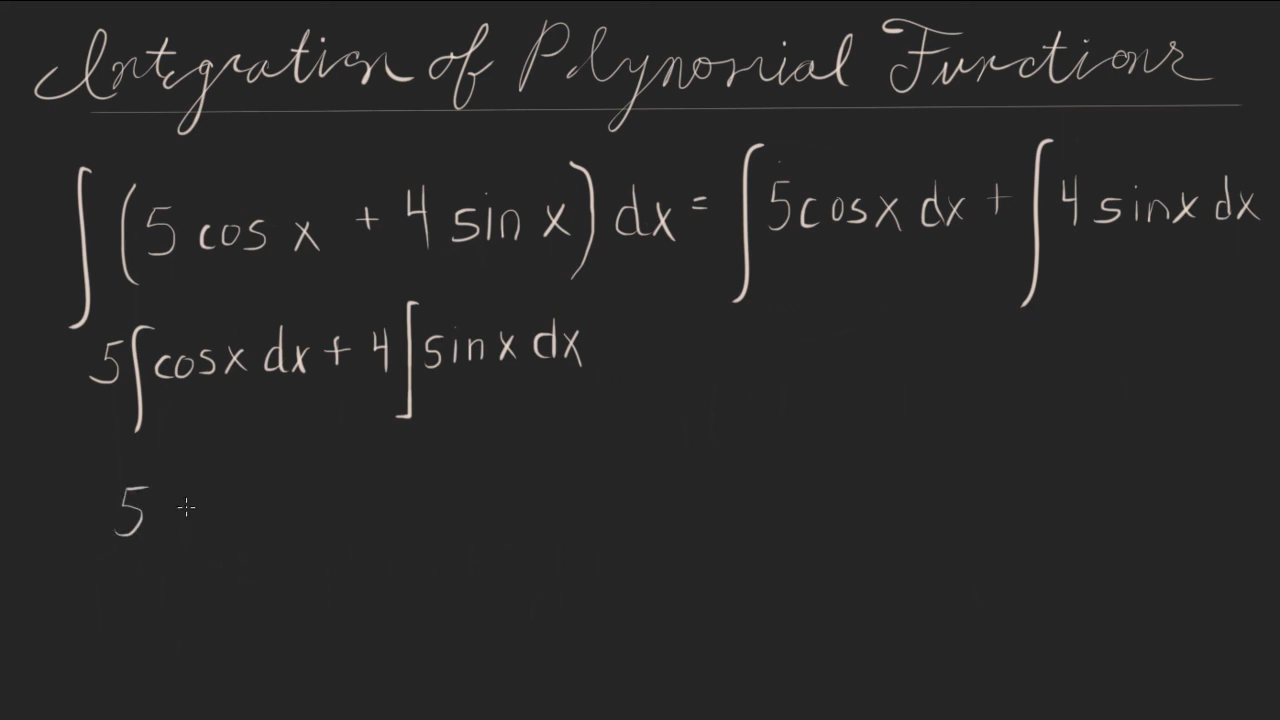 Integration of Polynomial Functions
∫ (5 cos x + 4 sin x) dx = ∫ 5 cos x dx + ∫ 4 sin x dx
5∫ cos x dx + 4∫ sin x dx
5